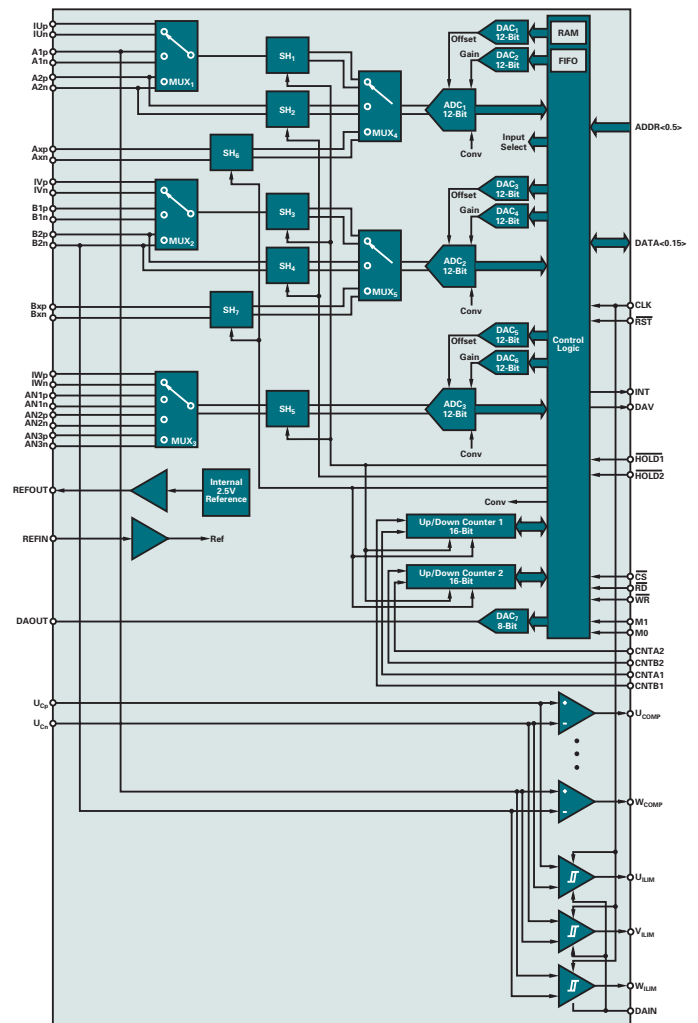 IUp
IUn
A1p
A1n
A2p
A2n
MUX1
SH1
SH2
MUX4
DAC1
12-Bit
RAM
Offset
DAC2
12-Bit
FIFO
Gain
ADC1
12-Bit
ADDR<0.5>
Input
Select
Conv
Axp
Axn
SH6
IVp
IVn
B1p
B1n
B2p
B2n
MUX2
SH3
SH4
MUX5
DAC3
12-Bit
Offset
DAC4
12-Bit
Gain
ADC2
12-Bit
DATA<0.15>
Conv
Bxp
Bxn
SH7
CLK
RST
Control
Logic
DAC5
12-Bit
Offset
DAC6
12-Bit
Gain
ADC3
12-Bit
Conv
IWp
IWn
AN1p
AN1n
AN2p
AN2n
AN3p
AN3n
MUX3
SH5
INT
DAV
HOLD1
HOLD2
REFOUT
Internal
2.5V
Reference
Conv
REFIN
Ref
Up/Down Counter 1
16-Bit
Up/Down Counter 2
16-Bit
CS
RD
WR
DAOUT
DAC7
8-Bit
M1
M0
CNTA2
CNTB2
CNTA1
CNTB1
UCp
UCn
+
–
UCOMP
+
–
WCOMP
UILIM
VILIM
WILIM
DAIN